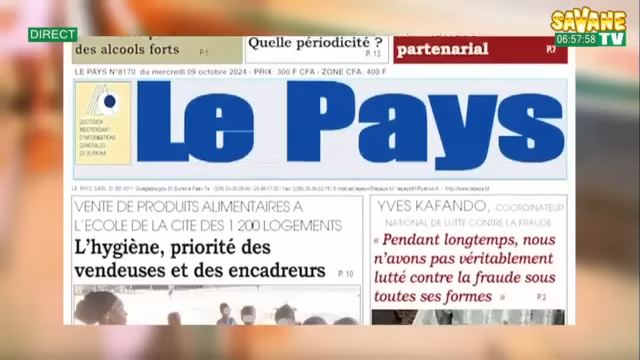 DIRECT
SAVANE
TV
06:57:58
des alcools forts P.6
Quelle périodicité ? P.13
partenarial P.7
LE PAYS N°8170 du mercredi 09 octobre 2024 - PRIX: 300 F CFA - ZONE CFA. 400 F
QUOTIDIEN
INDEPENDANT
D'INFORMATIONS
GENERALES
DU BURKINA
Le Pays
VENTE DE PRODUITS ALIMENTAIRES A
L'ECOLE DE LA CITE DES 1 200 LOGEMENTS
L'hygiène, priorité des
vendeuses et des encadreurs P. 10
YVES KAFANDO, COORDINATEUR
NATIONAL DE LUTTE CONTRE LA FRAUDE
« Pendant longtemps, nous
n'avons pas véritablement
lutté contre la fraude sous
toutes ses formes » P.2